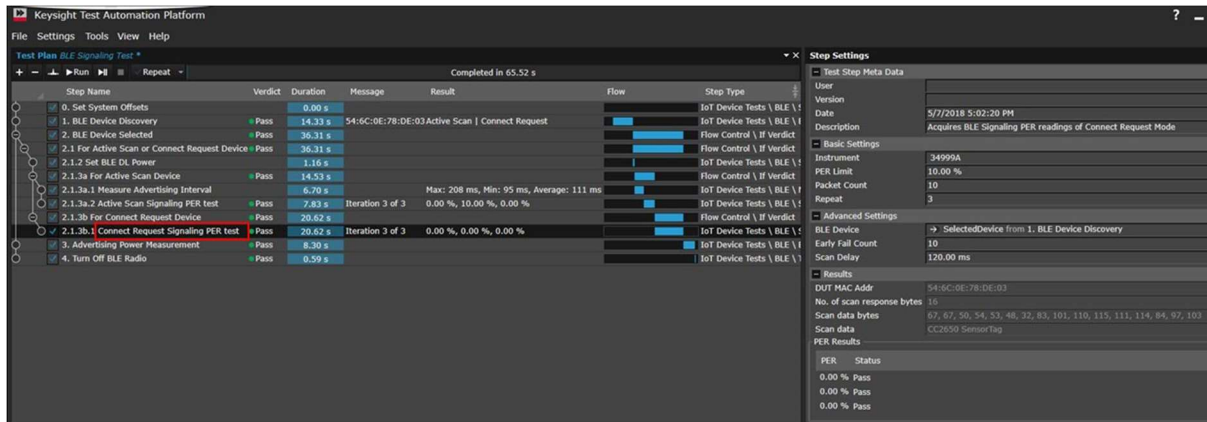 Keysight Test Automation Platform
?
File Settings Tools View Help
Test Plan BLE Signaling Test *
Run Repeat Completed in 65.52 s
Step Name Verdict Duration Message Result Flow Step Type
0. Set System Offsets 0.00 s IoT Device Tests \ BLE \ S
1. BLE Device Discovery Pass 14.33 s 54:6C:0E:78:DE:03 Active Scan | Connect Request IoT Device Tests \ BLE \ S
2. BLE Device Selected Pass 36.31 s Flow Control \ If Verdict
2.1 For Active Scan or Connect Request Device Pass 36.31 s Flow Control \ If Verdict
2.1.2 Set BLE DL Power 1.16 s IoT Device Tests \ BLE \ S
2.1.3a For Active Scan Device Pass 14.53 s Flow Control \ If Verdict
2.1.3a.1 Measure Advertising Interval 6.70 s Max: 208 ms, Min: 95 ms, Average: 111 ms IoT Device Tests \ BLE \
2.1.3a.2 Active Scan Signaling PER test Pass 7.83 s Iteration 3 of 3 0.00 %, 10.00 %, 0.00 % IoT Device Tests \ BLE \ S
2.1.3b For Connect Request Device Pass 20.62 s Flow Control \ If Verdict
2.1.3b.1 Connect Request Signaling PER test Pass 20.62 s Iteration 3 of 3 0.00 %, 0.00 %, 0.00 % IoT Device Tests \ BLE \ S
3. Advertising Power Measurement Pass 8.30 s IoT Device Tests \ BLE \
4. Turn Off BLE Radio Pass 0.59 s IoT Device Tests \ BLE \
Step Settings
Test Step Meta Data
User
Version
Date 5/7/2018 5:02:20 PM
Description Acquires BLE Signaling PER readings of Connect Request Mode
Basic Settings
Instrument 34999A
PER Limit 10.00 %
Packet Count 10
Repeat 3
Advanced Settings
BLE Device → SelectedDevice from 1. BLE Device Discovery
Early Fail Count 10
Scan Delay 120.00 ms
Results
DUT MAC Addr 54:6C:0E:78:DE:03
No. of scan response bytes 16
Scan data bytes 67, 67, 50, 54, 53, 48, 32, 83, 101, 110, 115, 111, 114, 84, 97, 103
Scan data CC2650 SensorTag
PER Results
PER Status
0.00 % Pass
0.00 % Pass
0.00 % Pass